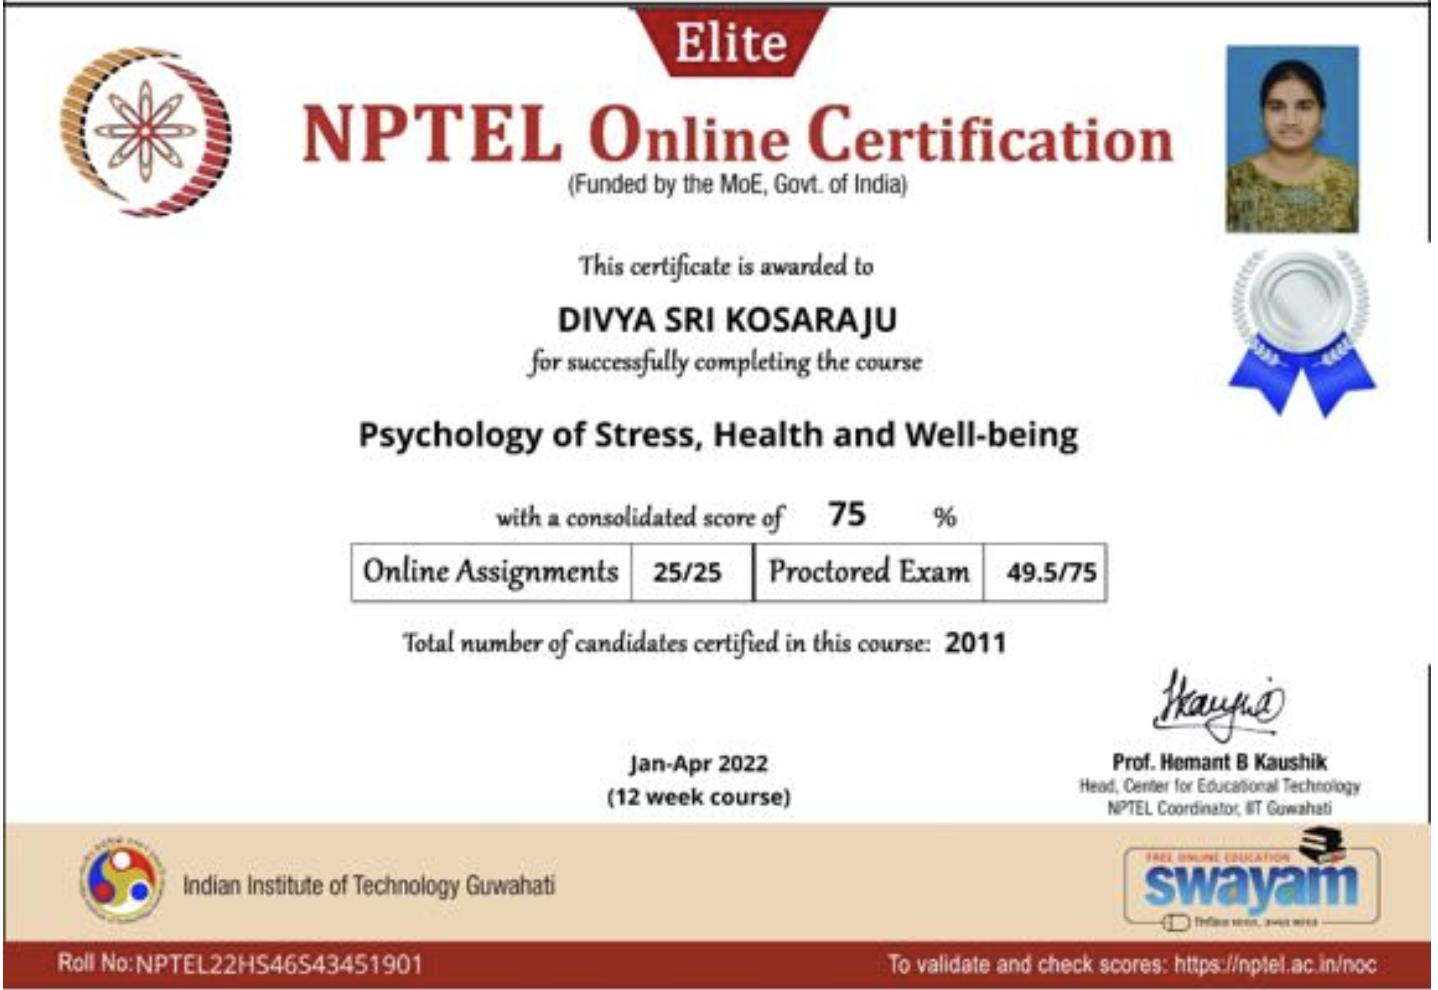 Elite
NPTEL Online Certification
(Funded by the MoE, Govt. of India)
This certificate is awarded to
DIVYA SRI KOSARAJU
for successfully completing the course
Psychology of Stress, Health and Well-being
with a consolidated score of 75 %
Online Assignments 25/25 Proctored Exam 49.5/75
Total number of candidates certified in this course: 2011
Jan-Apr 2022
(12 week course)
Prof. Hemant B Kaushik
Head, Center for Educational Technology
NPTEL Coordinator, IIT Guwahati
Indian Institute of Technology Guwahati
FREE ONLINE EDUCATION
swayam
Roll No:NPTEL22HS46S43451901
To validate and check scores: https://nptel.ac.in/noc